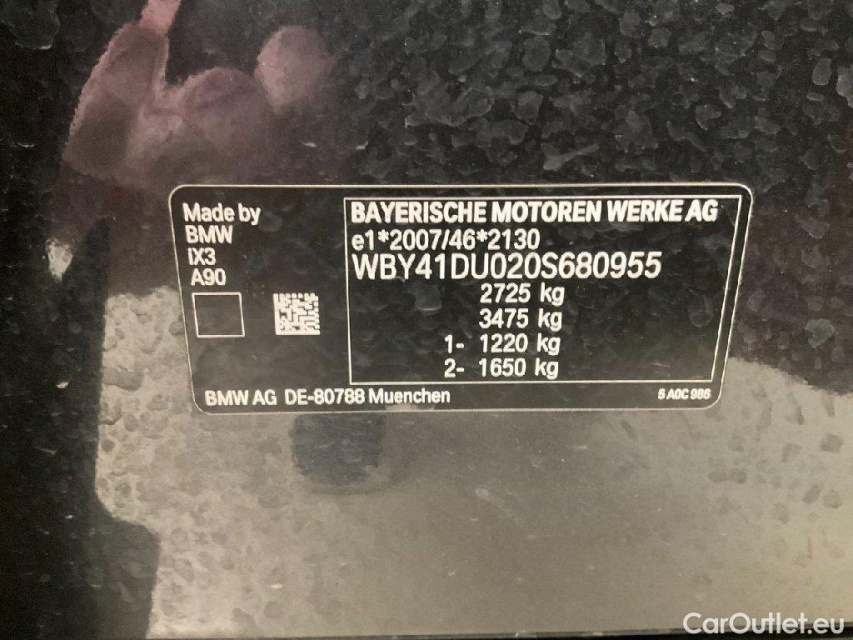 Made by
BMW
IX3
A90
BAYERISCHE MOTOREN WERKE AG
e1*2007/46*2130
WBY41DU020S680955
2725 kg
3475 kg
1- 1220 kg
2- 1650 kg
BMW AG DE-80788 Muenchen
5 A0C 986
CarOutlet.eu